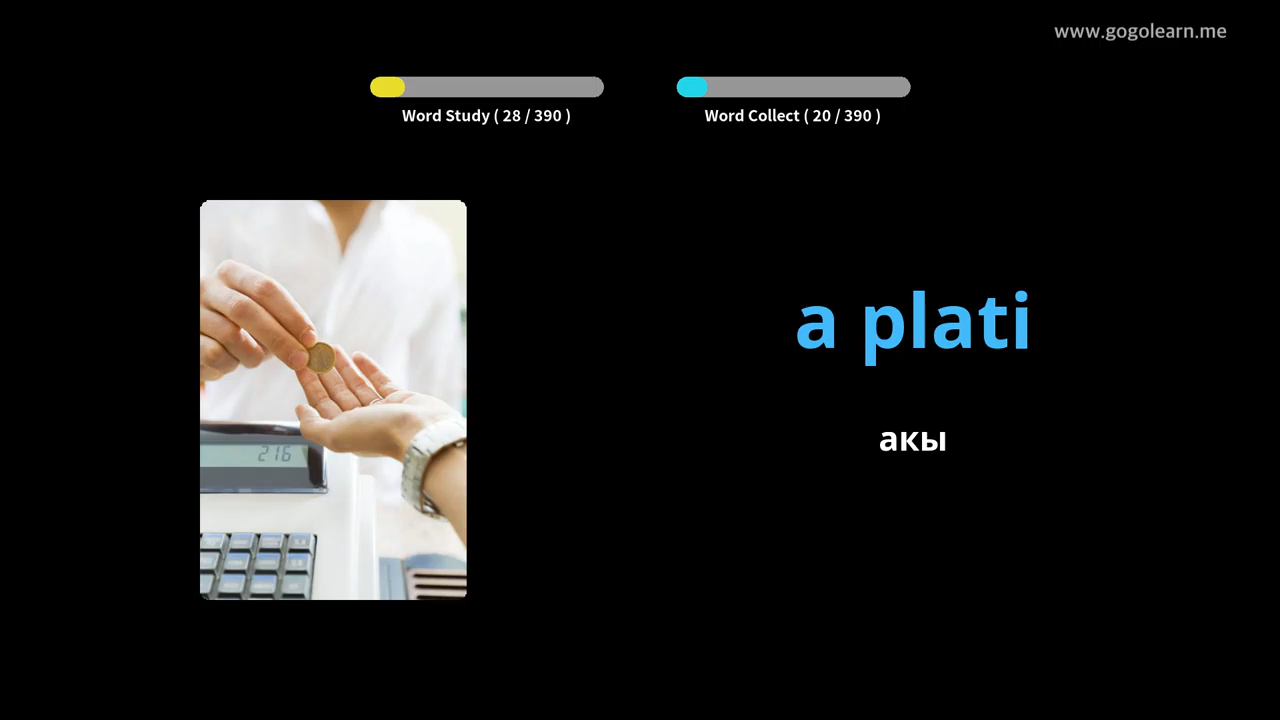 www.gogolearn.me
Word Study ( 28 / 390 )
Word Collect ( 20 / 390 )
a plati
акы
216